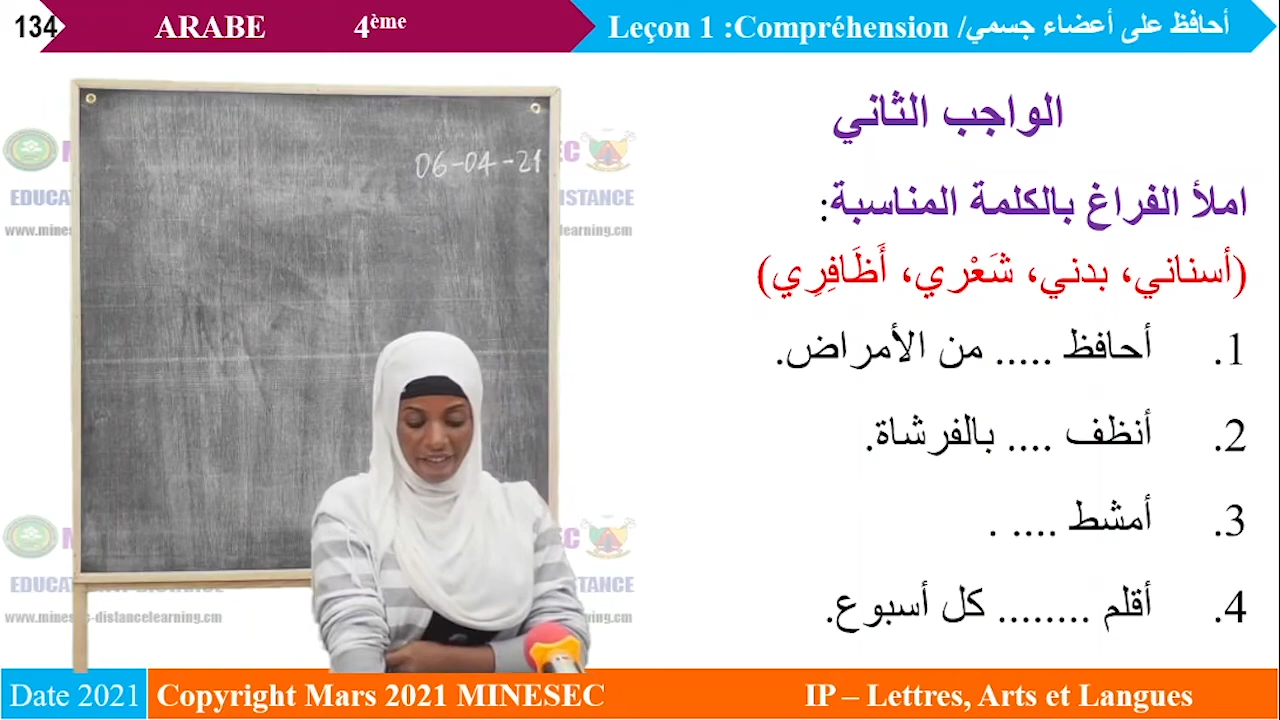 134 ARABE 4ème Leçon 1 :Compréhension /أحافظ على أعضاء جسمي
الواجب الثاني
املأ الفراغ بالكلمة المناسبة:
(أسناني، بدني، شَعْري، أَظَافِرِي)
1. أحافظ ..... من الأمراض.
2. أنظف .... بالفرشاة.
3. أمشط .... .
4. أقلم ........ كل أسبوع.
06-04-21
Date 2021 Copyright Mars 2021 MINESEC IP – Lettres, Arts et Langues